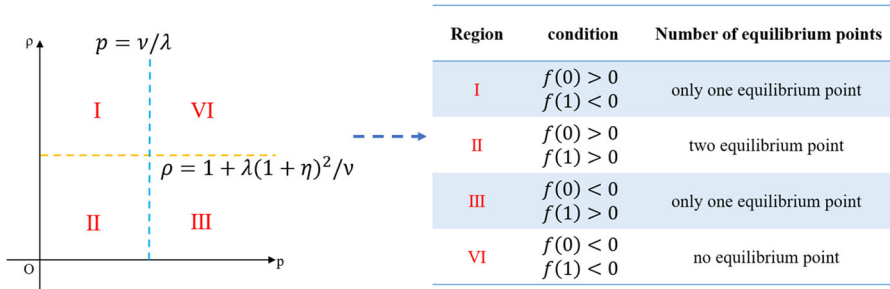 ρ
p = ν/λ
I
VI
ρ = 1 + λ(1 + η)²/ν
II
III
O
p
Region condition Number of equilibrium points
I f(0) > 0 f(1) < 0 only one equilibrium point
II f(0) > 0 f(1) > 0 two equilibrium point
III f(0) < 0 f(1) > 0 only one equilibrium point
VI f(0) < 0 f(1) < 0 no equilibrium point